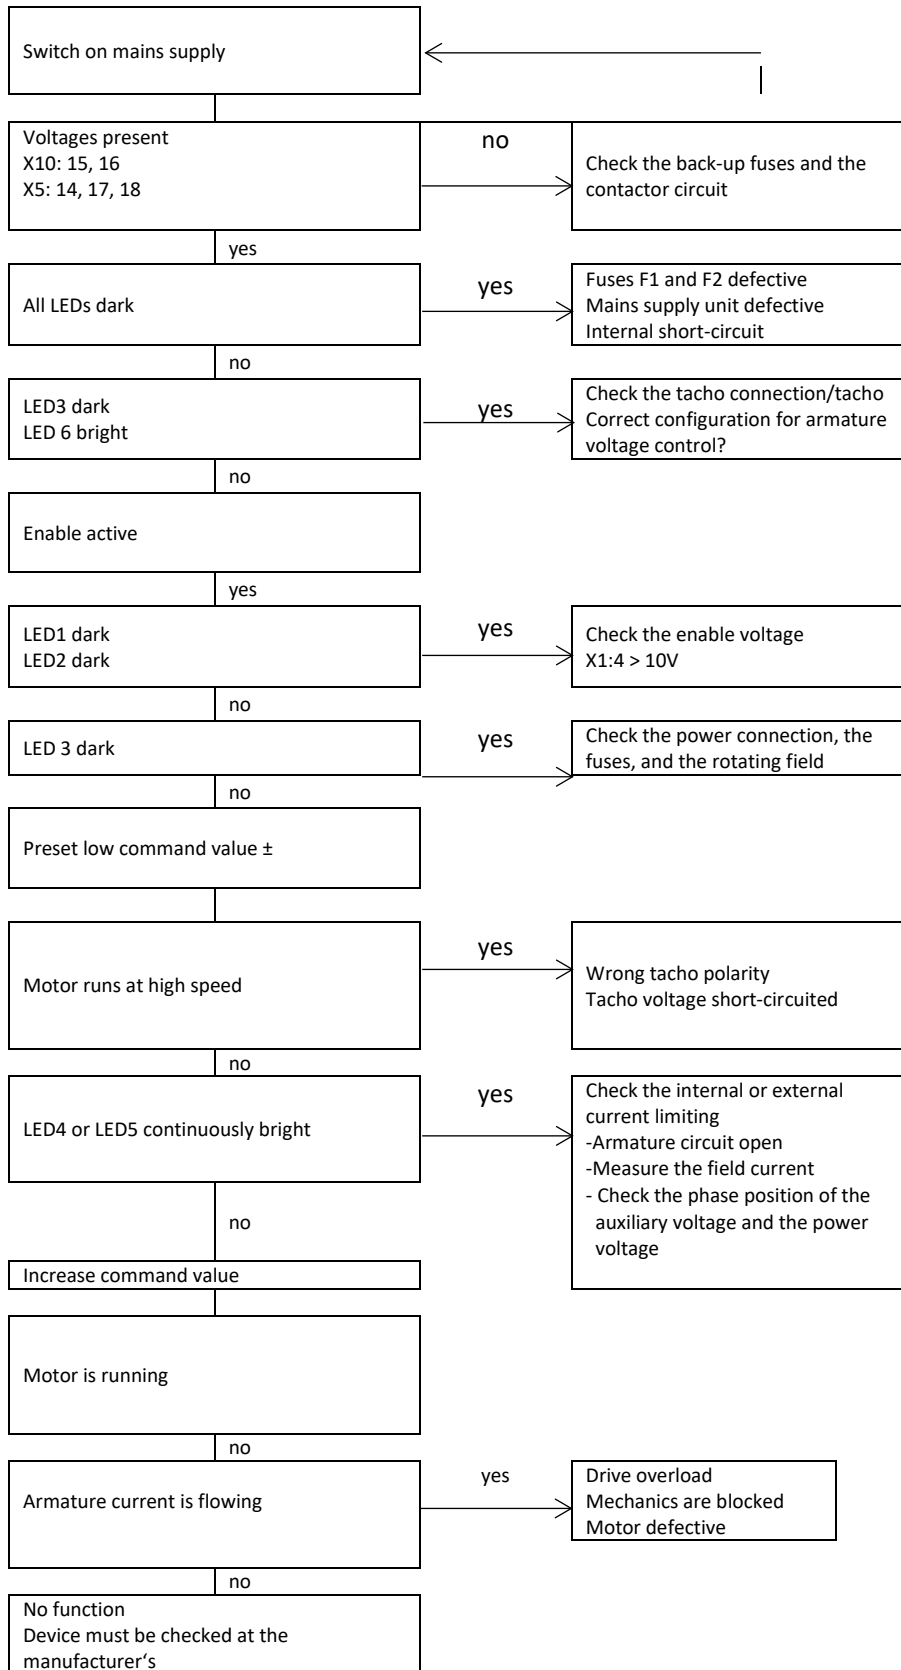 Switch on mains supply
Voltages present
X10: 15, 16
X5: 14, 17, 18
no
Check the back-up fuses and the
contactor circuit
yes
All LEDs dark
yes
Fuses F1 and F2 defective
Mains supply unit defective
Internal short-circuit
no
LED3 dark
LED 6 bright
yes
Check the tacho connection/tacho
Correct configuration for armature
voltage control?
no
Enable active
yes
LED1 dark
LED2 dark
yes
Check the enable voltage
X1:4 > 10V
no
LED 3 dark
yes
Check the power connection, the
fuses, and the rotating field
no
Preset low command value ±
Motor runs at high speed
yes
Wrong tacho polarity
Tacho voltage short-circuited
no
LED4 or LED5 continuously bright
yes
Check the internal or external
current limiting
-Armature circuit open
-Measure the field current
- Check the phase position of the
auxiliary voltage and the power
voltage
no
Increase command value
Motor is running
no
Armature current is flowing
yes
Drive overload
Mechanics are blocked
Motor defective
no
No function
Device must be checked at the
manufacturer‘s